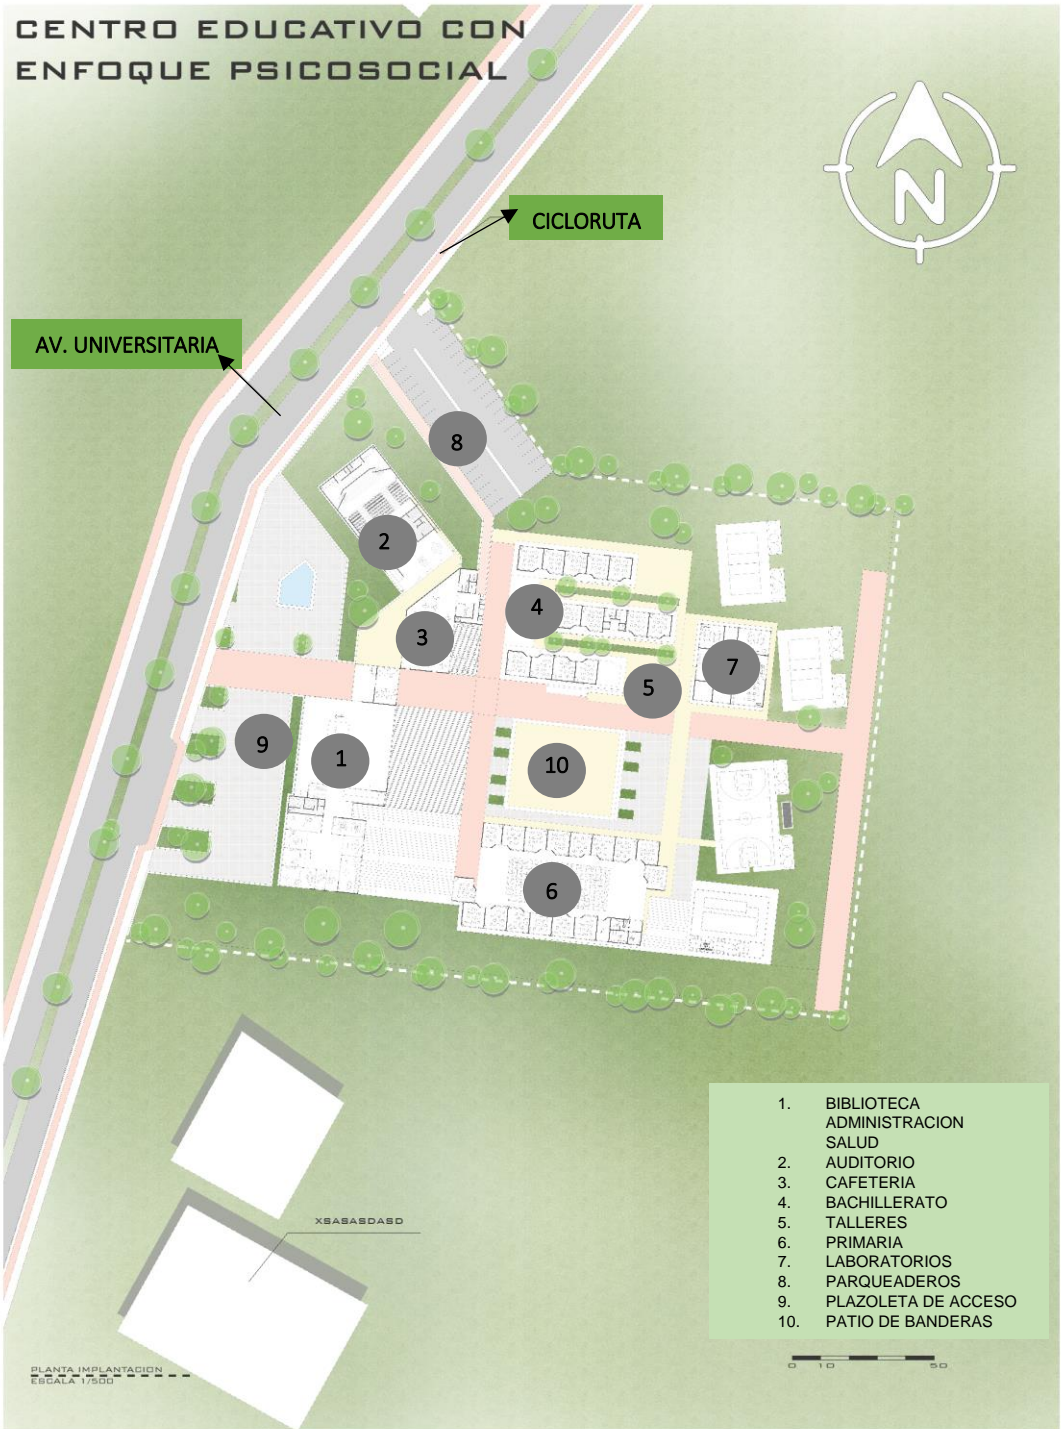 CENTRO EDUCATIVO CON
ENFOQUE PSICOSOCIAL
N
CICLORUTA
AV. UNIVERSITARIA
8
2
4
3
7
5
9
1
10
6
1. BIBLIOTECA
ADMINISTRACION
SALUD
2. AUDITORIO
3. CAFETERIA
4. BACHILLERATO
5. TALLERES
6. PRIMARIA
7. LABORATORIOS
8. PARQUEADEROS
9. PLAZOLETA DE ACCESO
10. PATIO DE BANDERAS
XSASASDASD
0 10 50
PLANTA IMPLANTACION
ESCALA 1/500